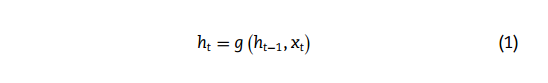 hₜ = g (hₜ₋₁, xₜ) (1)